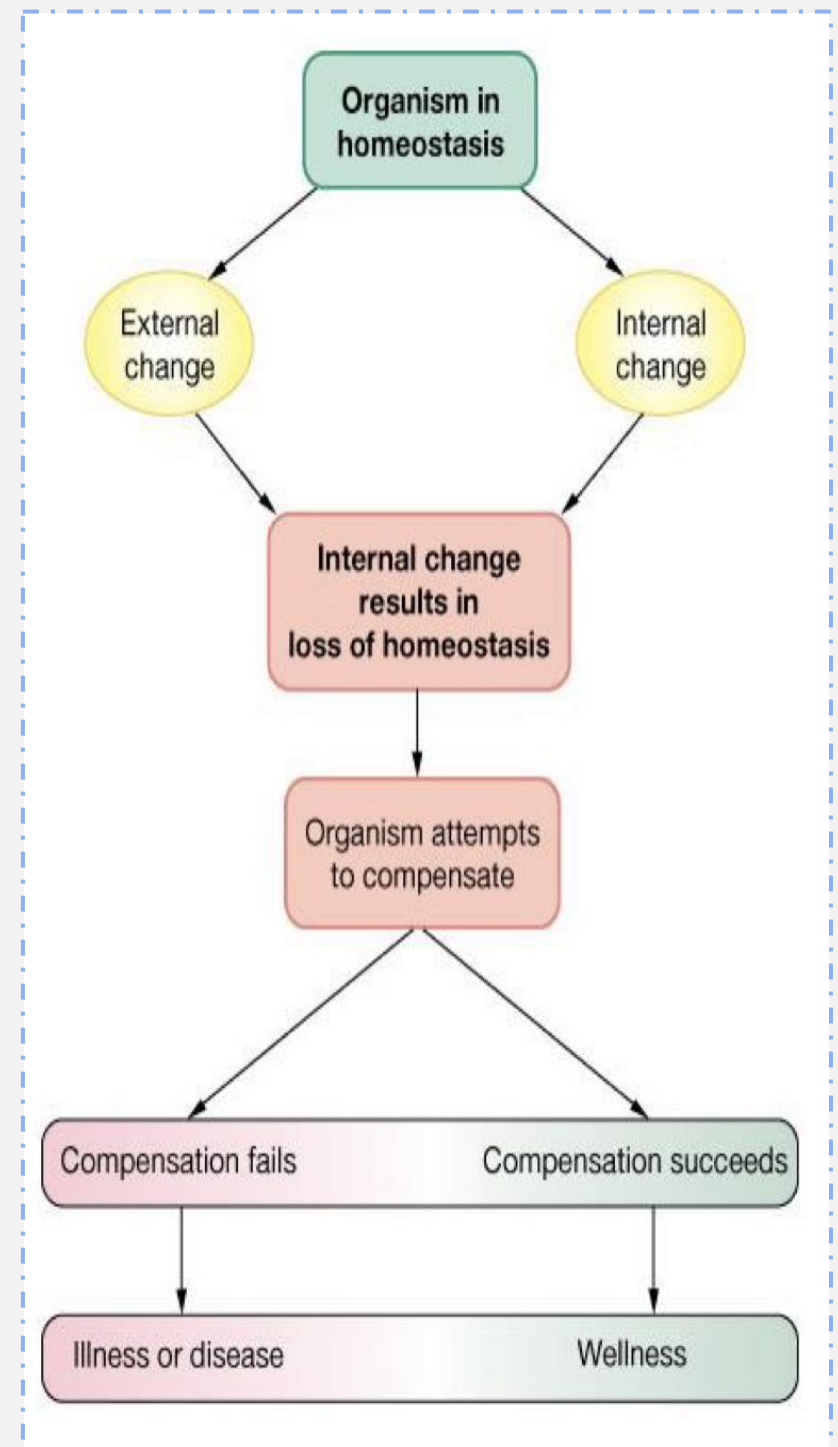 Organism in
homeostasis
External
change
Internal
change
Internal change
results in
loss of homeostasis
Organism attempts
to compensate
Compensation fails
Compensation succeeds
Illness or disease
Wellness